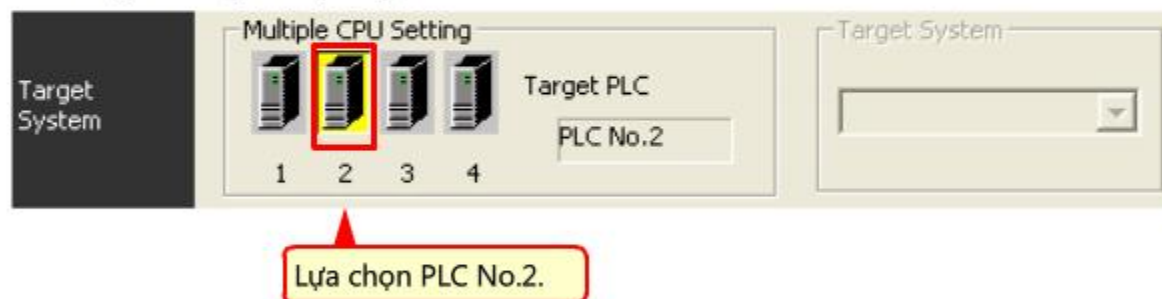 Multiple CPU Setting
Target System
Target
System
Target PLC
PLC No.2
1 2 3 4
Lựa chọn PLC No.2.